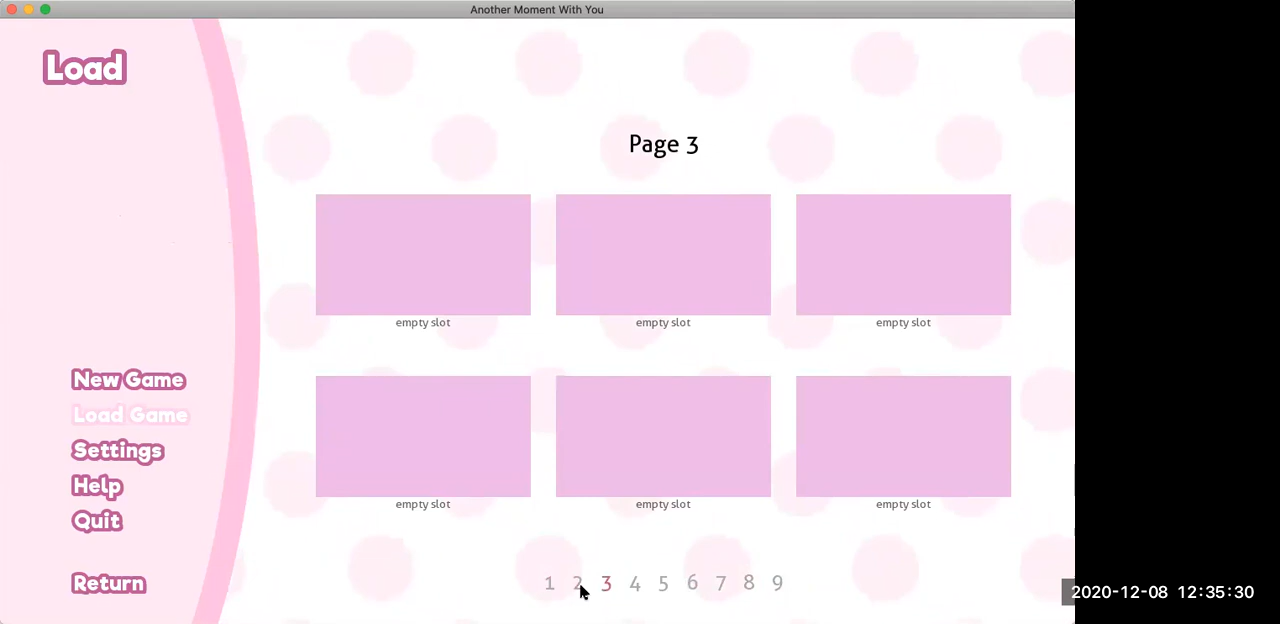 Another Moment With You
Load
Page 3
empty slot empty slot empty slot
New Game
Load Game
Settings
Help
Quit
empty slot empty slot empty slot
Return
1 2 3 4 5 6 7 8 9
2020-12-08 12:35:30